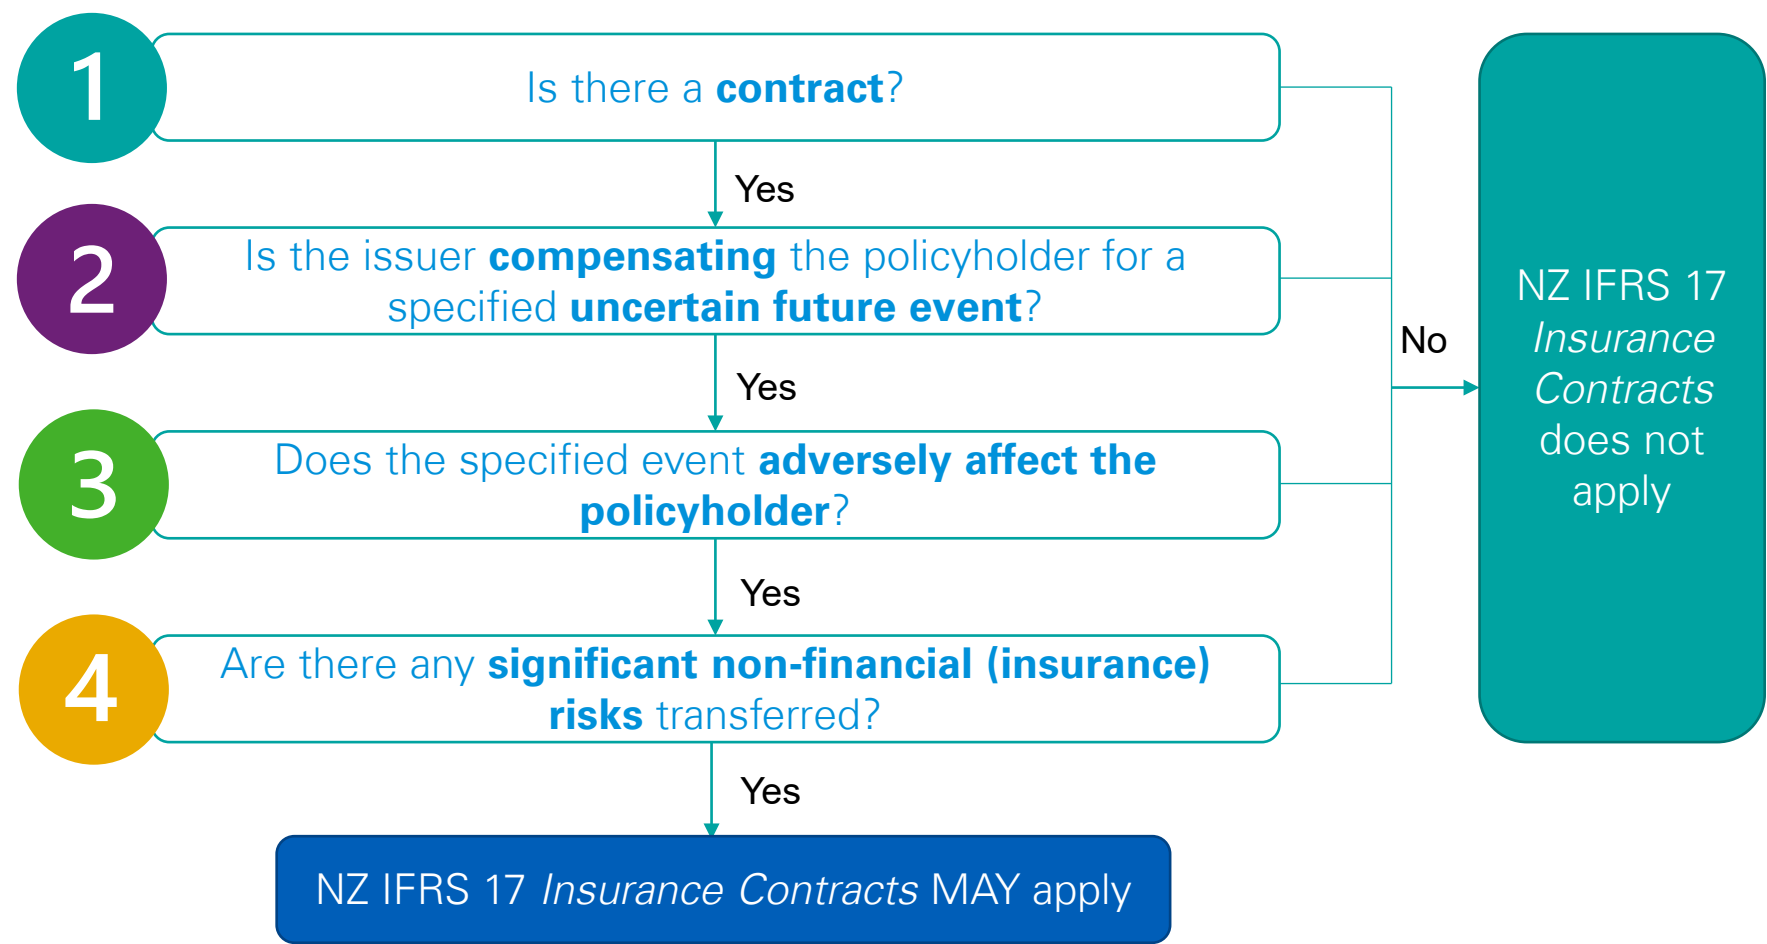 1
Is there a contract?
Yes
2
Is the issuer compensating the policyholder for a
specified uncertain future event?
Yes
3
Does the specified event adversely affect the
policyholder?
Yes
4
Are there any significant non-financial (insurance)
risks transferred?
Yes
NZ IFRS 17 Insurance Contracts MAY apply
No
NZ IFRS 17
Insurance
Contracts
does not
apply